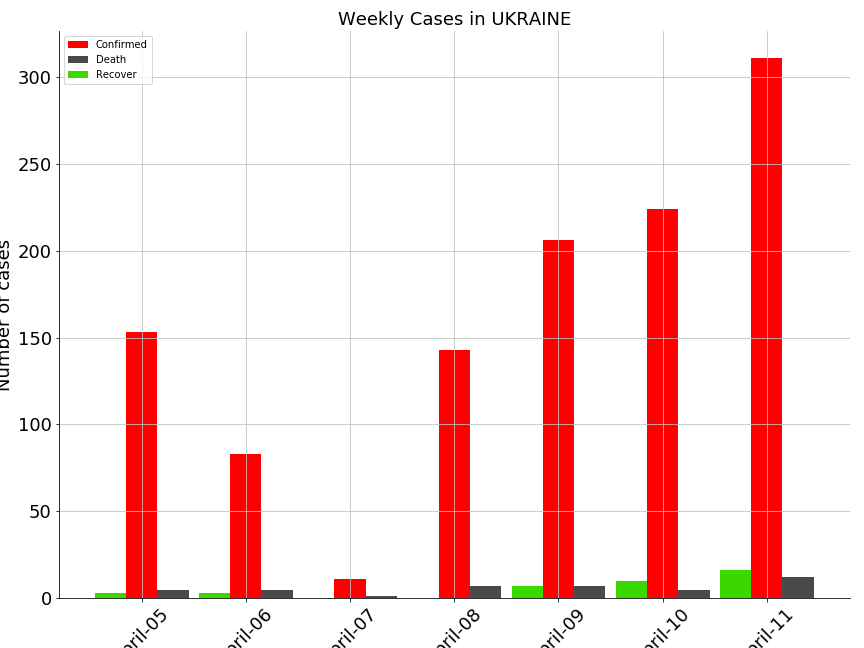 Weekly Cases in UKRAINE
Confirmed
Death
Recover
Number of cases
300
250
200
150
100
50
0
pril-05
pril-06
pril-07
pril-08
pril-09
pril-10
pril-11